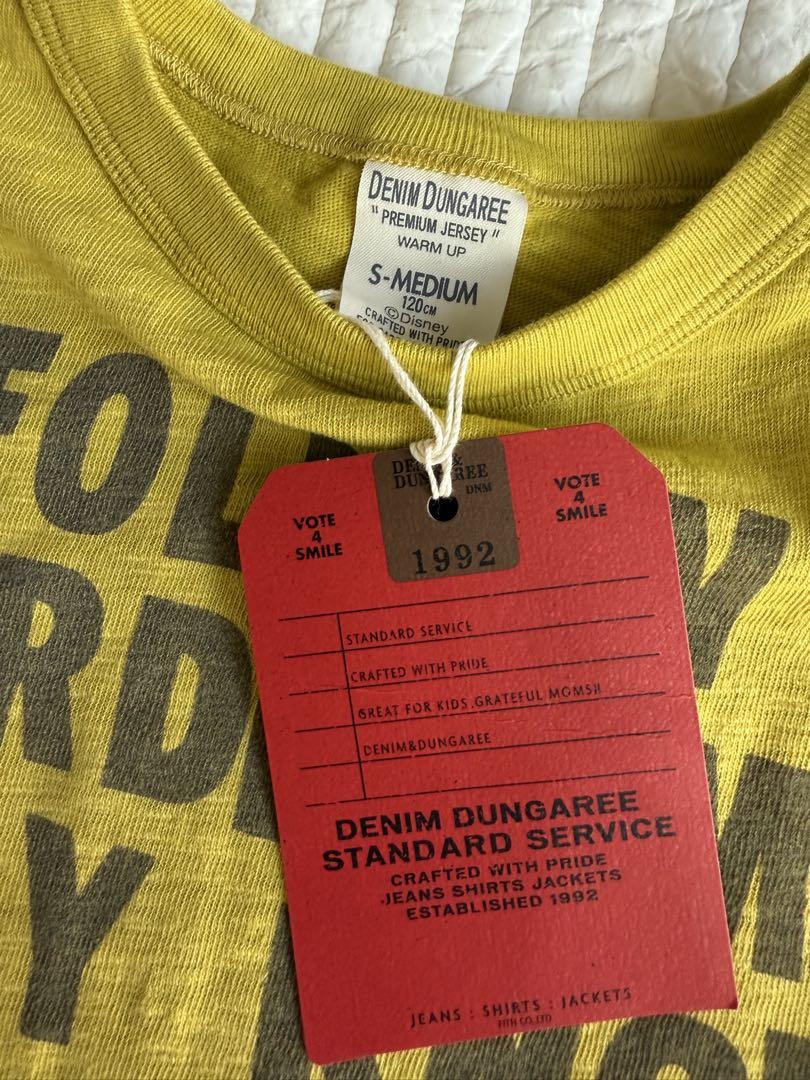 DENIM DUNGAREE
"PREMIUM JERSEY"
WARM UP
S-MEDIUM
120CM
©Disney
CRAFTED WITH PRIDE
FOL
Y
RD
Y
VOTE
4
SMILE
DENIM &
DUNGAREE
DNM
1992
VOTE
4
SMILE
STANDARD SERVICE
CRAFTED WITH PRIDE
GREAT FOR KIDS.GRATEFUL MOMS!!
DENIM&DUNGAREE
DENIM DUNGAREE
STANDARD SERVICE
CRAFTED WITH PRIDE
JEANS SHIRTS JACKETS
ESTABLISHED 1992
JEANS : SHIRTS : JACKETS
FITH CO. LTD